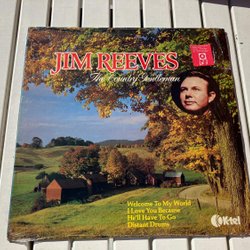 JIM REEVES
The Country Gentleman
Welcome To My World
I Love You Because
He'll Have To Go
Distant Drums
K-tel